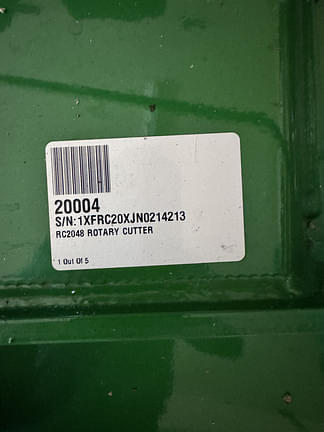 20004
S/N:1XFRC20XJN0214213
RC2048 ROTARY CUTTER
1 Out Of 5